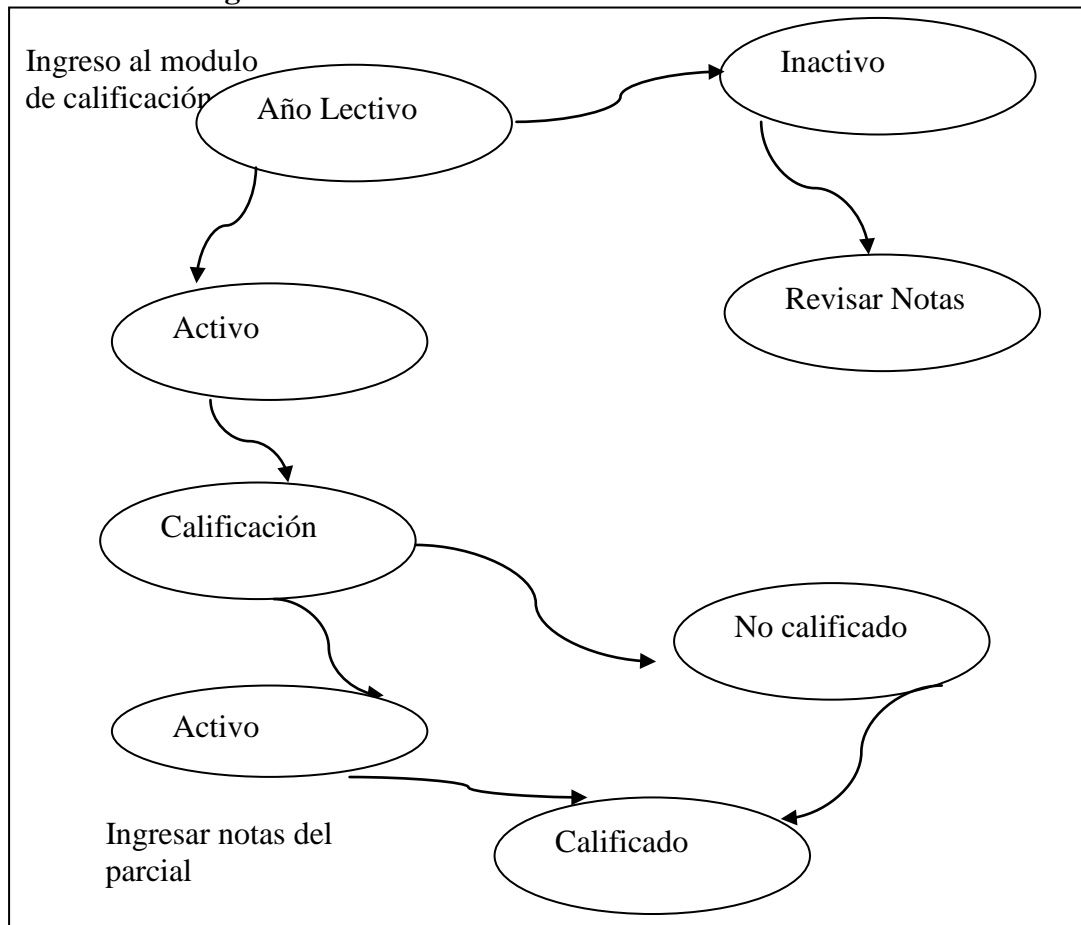 Ingreso al modulo
de calificación
Año Lectivo
Inactivo
Revisar Notas
Activo
Calificación
No calificado
Activo
Ingresar notas del
parcial
Calificado